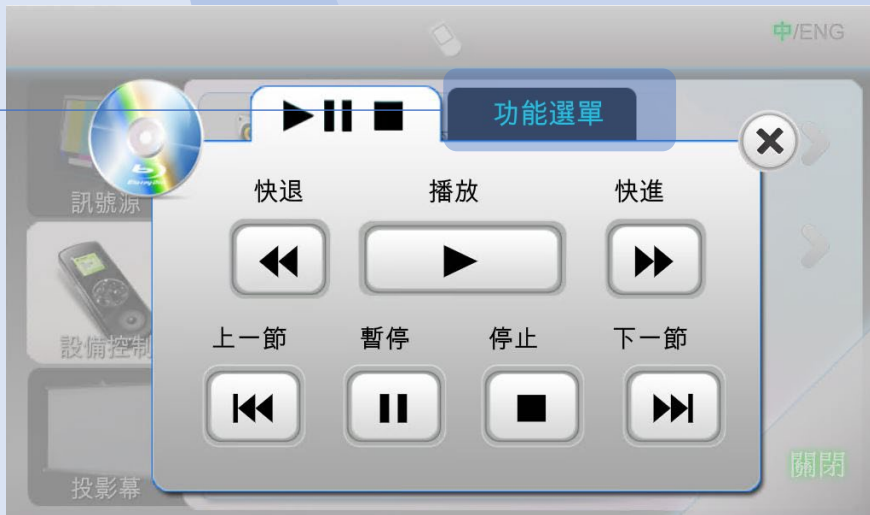 中/ENG
功能選單
訊號源
快退 播放 快進
設備控制
上一節 暫停 停止 下一節
投影幕
關閉